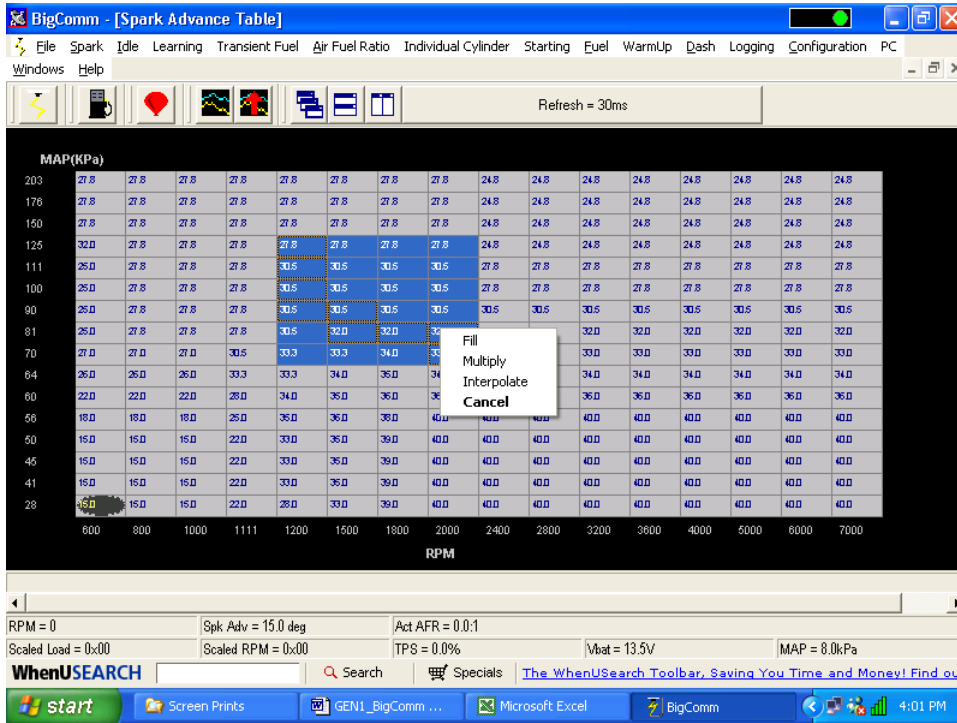 BigComm - [Spark Advance Table]
File Spark Idle Learning Transient Fuel Air Fuel Ratio Individual Cylinder Starting Fuel WarmUp Dash Logging Configuration PC
Windows Help
Refresh = 30ms
MAP(KPa)
203 27.8 27.8 27.8 27.8 27.8 27.8 27.8 27.8 24.8 24.8 24.8 24.8 24.8 24.8 24.8 24.8
176 27.8 27.8 27.8 27.8 27.8 27.8 27.8 27.8 24.8 24.8 24.8 24.8 24.8 24.8 24.8 24.8
150 27.8 27.8 27.8 27.8 27.8 27.8 27.8 27.8 24.8 24.8 24.8 24.8 24.8 24.8 24.8 24.8
125 32.0 27.8 27.8 27.8 27.8 27.8 27.8 27.8 24.8 24.8 24.8 24.8 24.8 24.8 24.8 24.8
111 25.0 27.8 27.8 27.8 30.5 30.5 30.5 30.5 27.8 27.8 27.8 27.8 27.8 27.8 27.8 27.8
100 25.0 27.8 27.8 27.8 30.5 30.5 30.5 30.5 27.8 27.8 27.8 27.8 27.8 27.8 27.8 27.8
90 25.0 27.8 27.8 27.8 30.5 30.5 30.5 30.5 30.5 30.5 30.5 30.5 30.5 30.5 30.5 30.5
81 25.0 27.8 27.8 27.8 30.5 32.0 32.0 32.0 32.0 32.0 32.0 32.0 32.0
Fill
70 27.0 27.0 27.0 30.5 33.3 33.3 34.0 33.0 33.0 33.0 33.0 33.0 33.0
Multiply
64 26.0 26.0 26.0 33.3 33.3 34.0 35.0 34.0 34.0 34.0 34.0 34.0 34.0
Interpolate
60 22.0 22.0 22.0 28.0 34.0 35.0 36.0 36.0 36.0 36.0 36.0 36.0 36.0
Cancel
56 18.0 18.0 18.0 25.0 35.0 36.0 38.0 40.0 40.0 40.0 40.0 40.0 40.0 40.0 40.0 40.0
50 15.0 15.0 15.0 22.0 33.0 35.0 39.0 40.0 40.0 40.0 40.0 40.0 40.0 40.0 40.0 40.0
45 15.0 15.0 15.0 22.0 33.0 35.0 39.0 40.0 40.0 40.0 40.0 40.0 40.0 40.0 40.0 40.0
41 15.0 15.0 15.0 22.0 33.0 35.0 39.0 40.0 40.0 40.0 40.0 40.0 40.0 40.0 40.0 40.0
28 15.0 15.0 15.0 22.0 28.0 33.0 39.0 40.0 40.0 40.0 40.0 40.0 40.0 40.0 40.0 40.0
600 800 1000 1111 1200 1500 1800 2000 2400 2800 3200 3600 4000 5000 6000 7000
RPM
RPM = 0 Spk Adv = 15.0 deg Act AFR = 0.0:1
Scaled Load = 0x00 Scaled RPM = 0x00 TPS = 0.0% Vbat = 13.5V MAP = 8.0kPa
WhenUSEARCH Search Specials The WhenUSearch Toolbar, Saving You Time and Money! Find ou
start Screen Prints GEN1_BigComm ... Microsoft Excel BigComm 4:01 PM